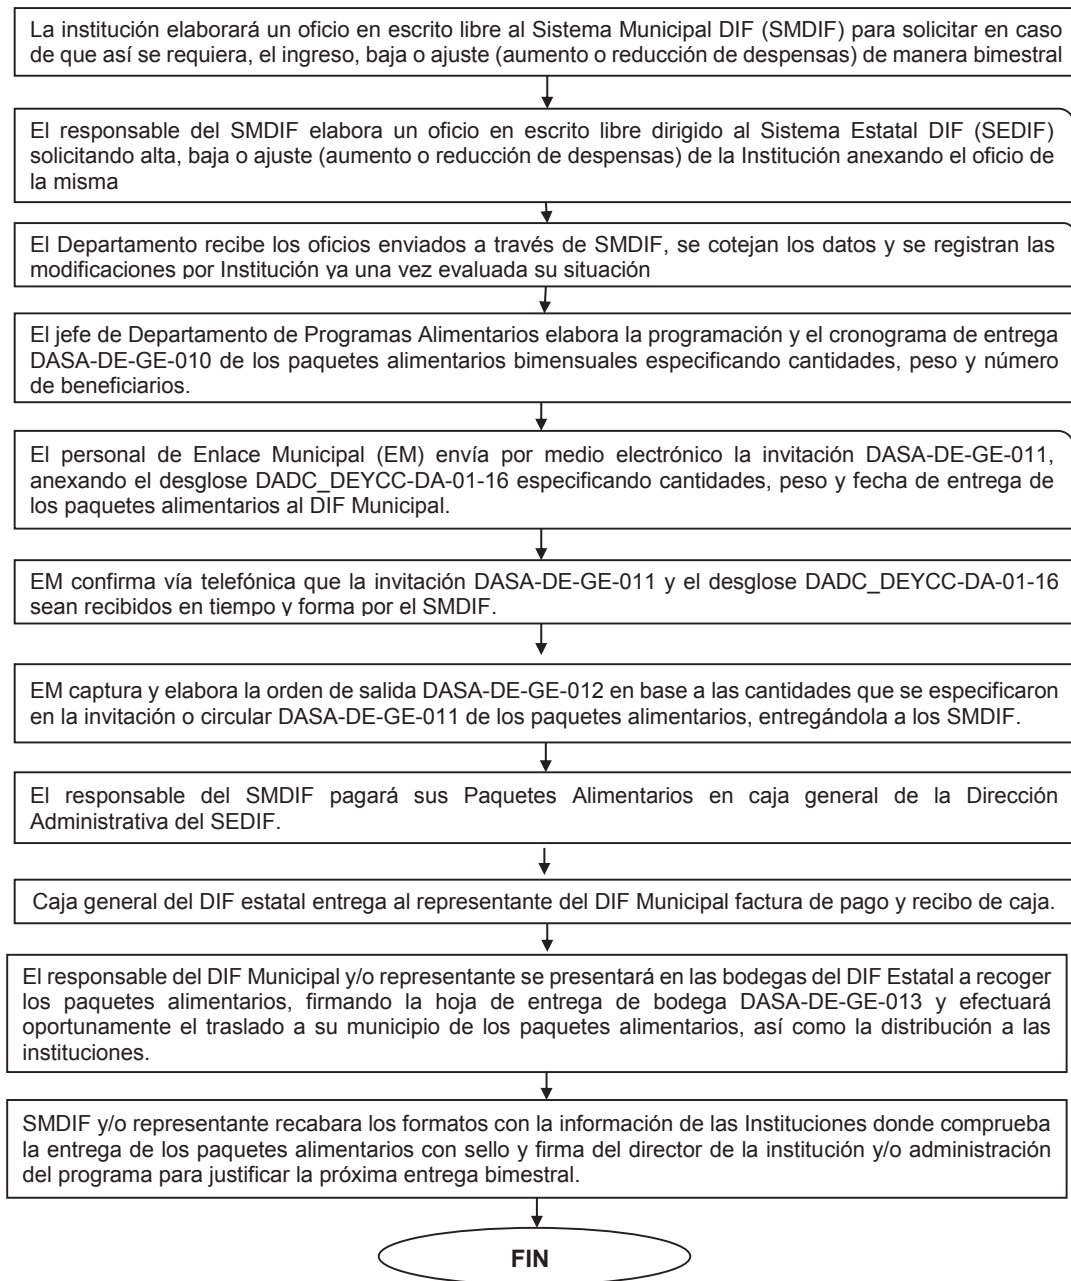 La institución elaborará un oficio en escrito libre al Sistema Municipal DIF (SMDIF) para solicitar en caso
de que así se requiera, el ingreso, baja o ajuste (aumento o reducción de despensas) de manera bimestral
El responsable del SMDIF elabora un oficio en escrito libre dirigido al Sistema Estatal DIF (SEDIF)
solicitando alta, baja o ajuste (aumento o reducción de despensas) de la Institución anexando el oficio de
la misma
El Departamento recibe los oficios enviados a través de SMDIF, se cotejan los datos y se registran las
modificaciones por Institución ya una vez evaluada su situación
El jefe de Departamento de Programas Alimentarios elabora la programación y el cronograma de entrega
DASA-DE-GE-010 de los paquetes alimentarios bimensuales especificando cantidades, peso y número
de beneficiarios.
El personal de Enlace Municipal (EM) envía por medio electrónico la invitación DASA-DE-GE-011,
anexando el desglose DADC_DEYCC-DA-01-16 especificando cantidades, peso y fecha de entrega de
los paquetes alimentarios al DIF Municipal.
EM confirma vía telefónica que la invitación DASA-DE-GE-011 y el desglose DADC_DEYCC-DA-01-16
sean recibidos en tiempo y forma por el SMDIF.
EM captura y elabora la orden de salida DASA-DE-GE-012 en base a las cantidades que se especificaron
en la invitación o circular DASA-DE-GE-011 de los paquetes alimentarios, entregándola a los SMDIF.
El responsable del SMDIF pagará sus Paquetes Alimentarios en caja general de la Dirección
Administrativa del SEDIF.
Caja general del DIF estatal entrega al representante del DIF Municipal factura de pago y recibo de caja.
El responsable del DIF Municipal y/o representante se presentará en las bodegas del DIF Estatal a recoger
los paquetes alimentarios, firmando la hoja de entrega de bodega DASA-DE-GE-013 y efectuará
oportunamente el traslado a su municipio de los paquetes alimentarios, así como la distribución a las
instituciones.
SMDIF y/o representante recabara los formatos con la información de las Instituciones donde comprueba
la entrega de los paquetes alimentarios con sello y firma del director de la institución y/o administración
del programa para justificar la próxima entrega bimestral.
FIN